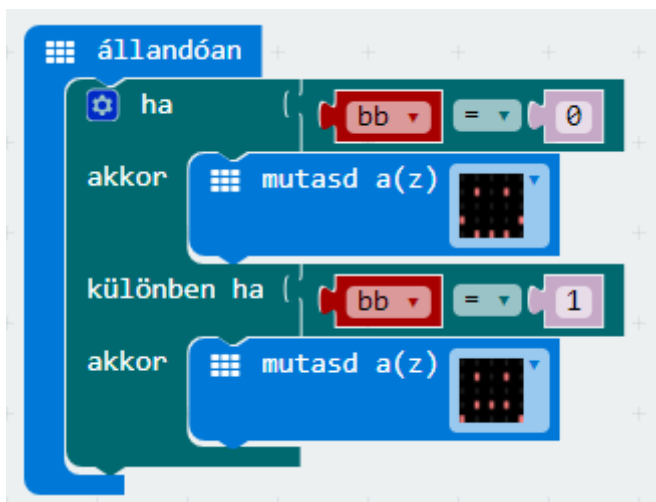 állandóan
ha bb = 0
akkor mutasd a(z)
különben ha bb = 1
akkor mutasd a(z)